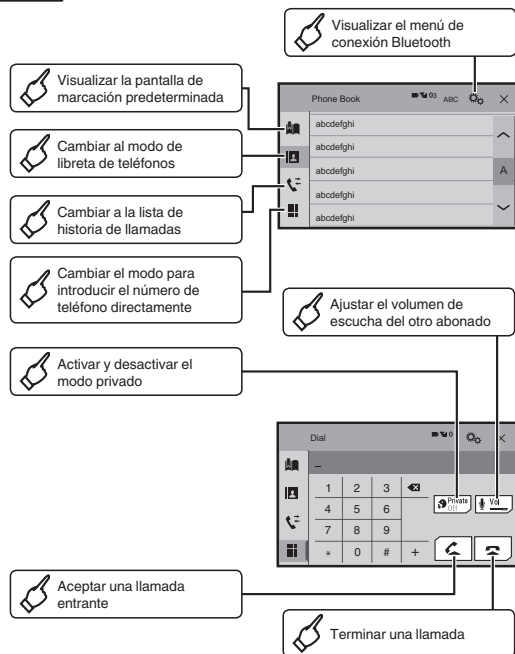 Visualizar el menú de
conexión Bluetooth
Visualizar la pantalla de
marcación predeterminada
Cambiar al modo de
libreta de teléfonos
Cambiar a la lista de
historia de llamadas
Cambiar el modo para
introducir el número de
teléfono directamente
Phone Book 03 ABC
abcdefghi
abcdefghi
abcdefghi
abcdefghi
abcdefghi
A
Ajustar el volumen de
escucha del otro abonado
Activar y desactivar el
modo privado
Dial 0
–
1 2 3
4 5 6
7 8 9
* 0 # +
Private
Off
Vol
Aceptar una llamada
entrante
Terminar una llamada